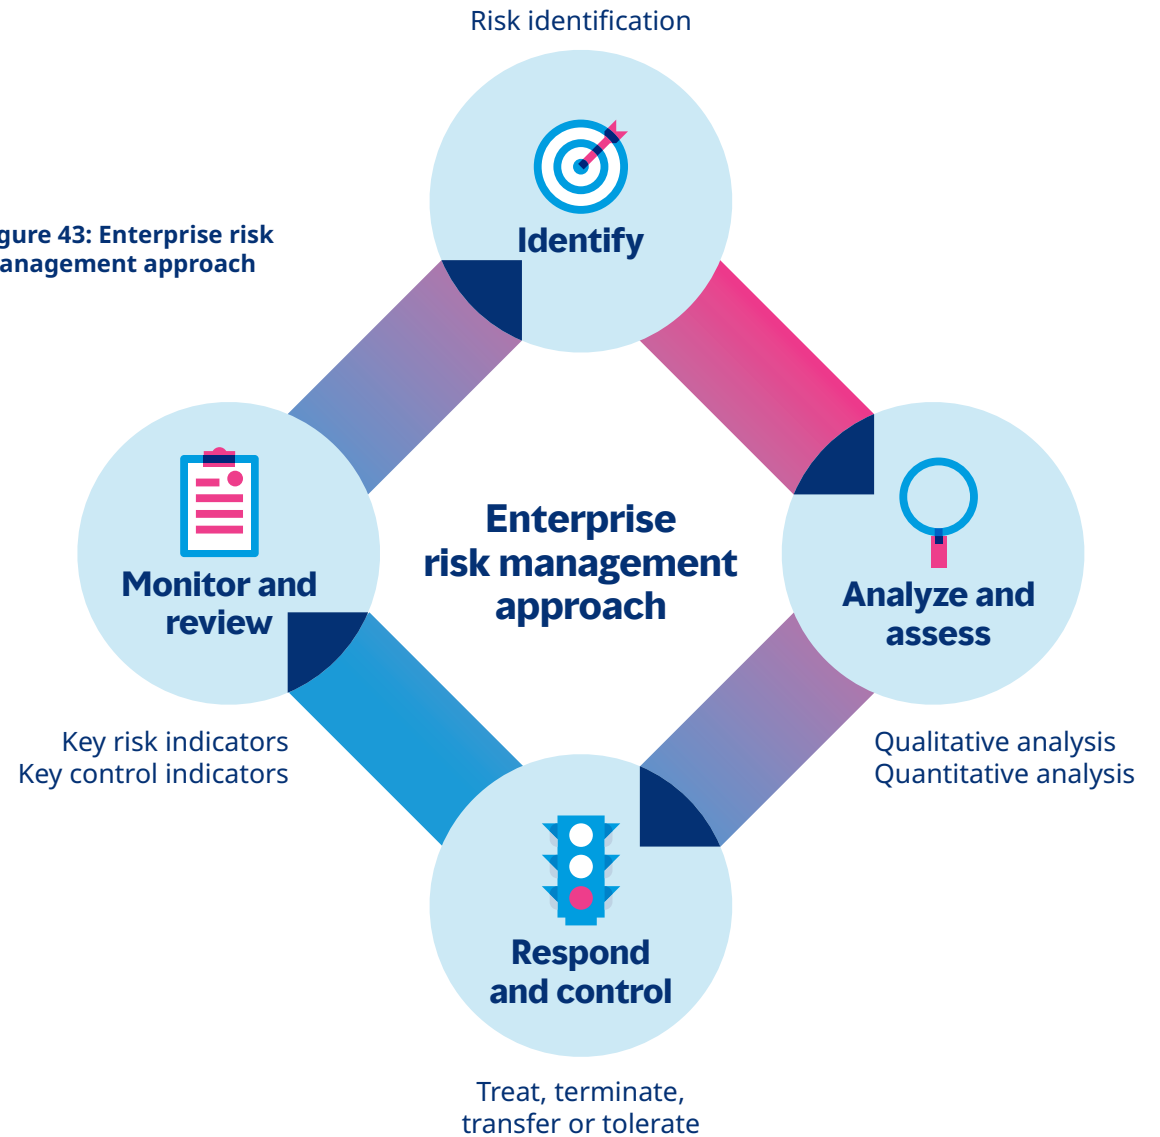 Risk identification
Identify
gure 43: Enterprise risk
anagement approach
Enterprise
risk management
approach
Monitor and
review
Analyze and
assess
Key risk indicators
Key control indicators
Qualitative analysis
Quantitative analysis
Respond
and control
Treat, terminate,
transfer or tolerate